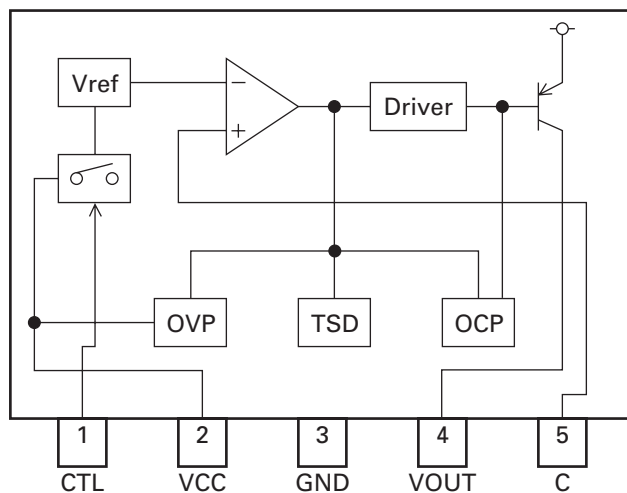 Vref
−
+
Driver
OVP
TSD
OCP
1
2
3
4
5
CTL
VCC
GND
VOUT
C